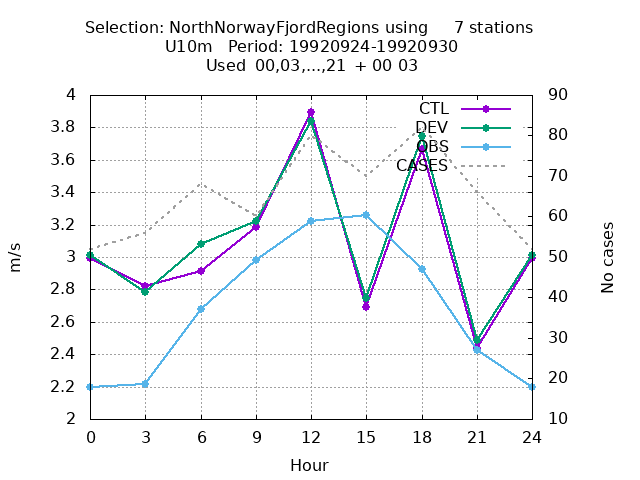 Selection: NorthNorwayFjordRegions using 7 stations
U10m Period: 19920924-19920930
Used 00,03,...,21 + 00 03
4 90
CTL
3.8 DEV 80
OBS
3.6 CASES 70
3.4
3.2 60
m/s 3 50 No cases
2.8 40
2.6 30
2.4
2.2 20
2 10
0 3 6 9 12 15 18 21 24
Hour